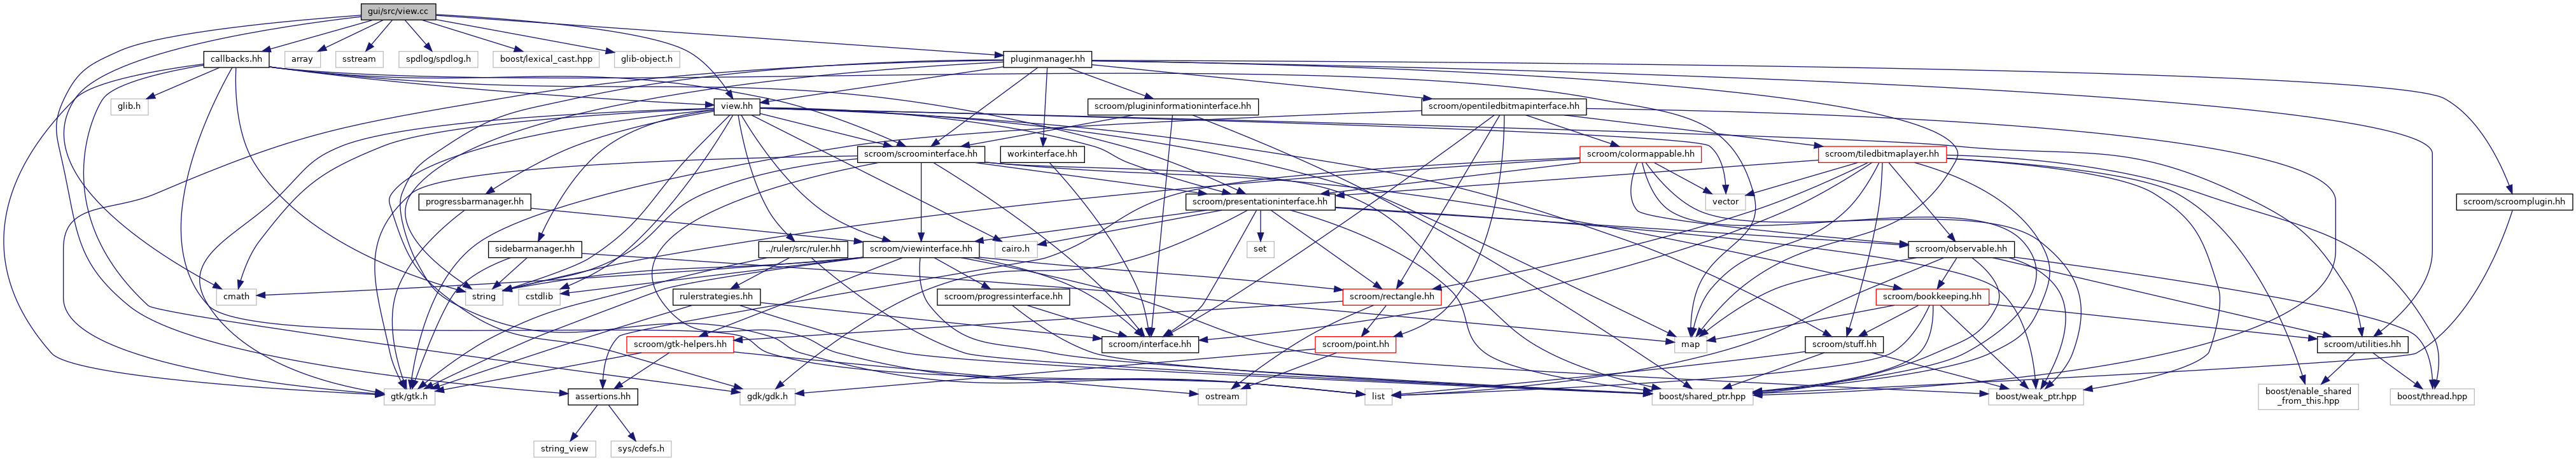 gui/src/view.cc
callbacks.hh
array
sstream
spdlog/spdlog.h
boost/lexical_cast.hpp
glib-object.h
pluginmanager.hh
glib.h
view.hh
scroom/plugininformationinterface.hh
scroom/opentiledbitmapinterface.hh
scroom/scroominterface.hh
workinterface.hh
scroom/colormappable.hh
scroom/tiledbitmaplayer.hh
progressbarmanager.hh
scroom/presentationinterface.hh
vector
scroom/scroomplugin.hh
sidebarmanager.hh
../ruler/src/ruler.hh
scroom/viewinterface.hh
cairo.h
set
scroom/observable.hh
cmath
string
cstdlib
rulerstrategies.hh
scroom/progressinterface.hh
scroom/rectangle.hh
scroom/bookkeeping.hh
scroom/gtk-helpers.hh
scroom/interface.hh
scroom/point.hh
map
scroom/stuff.hh
scroom/utilities.hh
gtk/gtk.h
assertions.hh
gdk/gdk.h
ostream
list
boost/shared_ptr.hpp
boost/weak_ptr.hpp
boost/enable_shared
_from_this.hpp
boost/thread.hpp
string_view
sys/cdefs.h